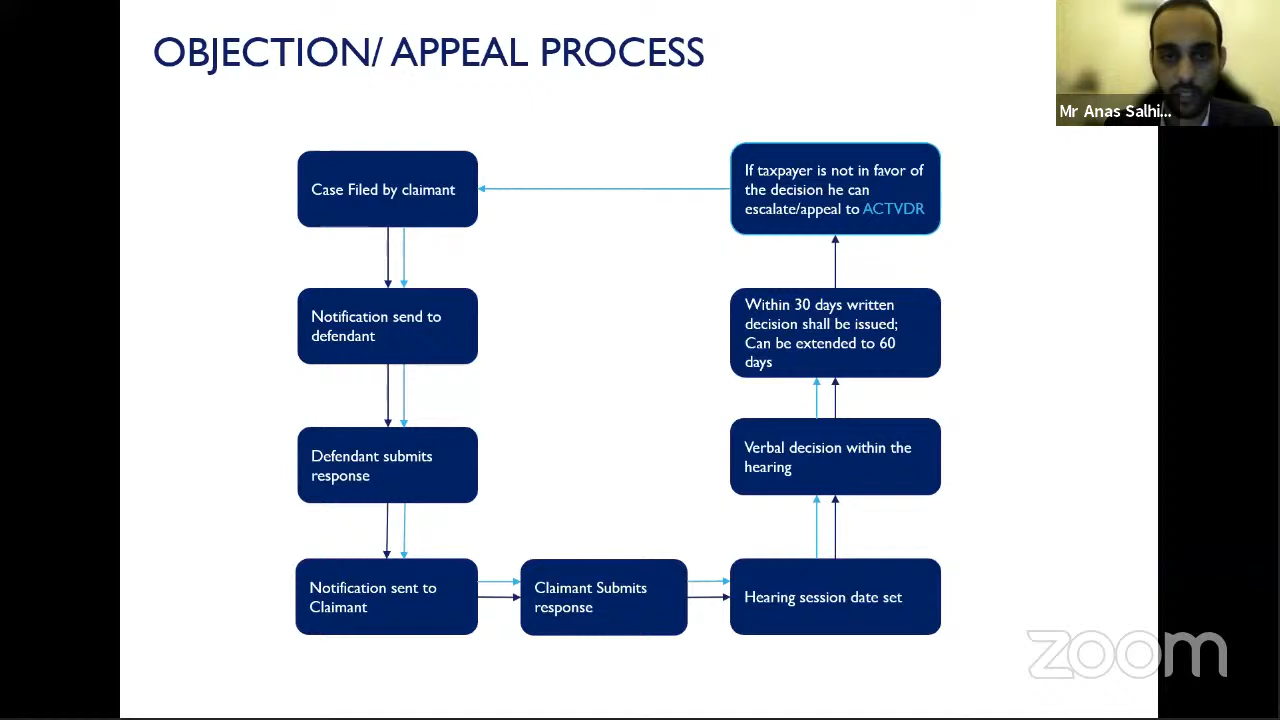 OBJECTION/ APPEAL PROCESS
Mr Anas Salhi...
Case Filed by claimant
If taxpayer is not in favor of
the decision he can
escalate/appeal to ACTVDR
Notification send to
defendant
Within 30 days written
decision shall be issued;
Can be extended to 60
days
Defendant submits
response
Verbal decision within the
hearing
Notification sent to
Claimant
Claimant Submits
response
Hearing session date set
zoom